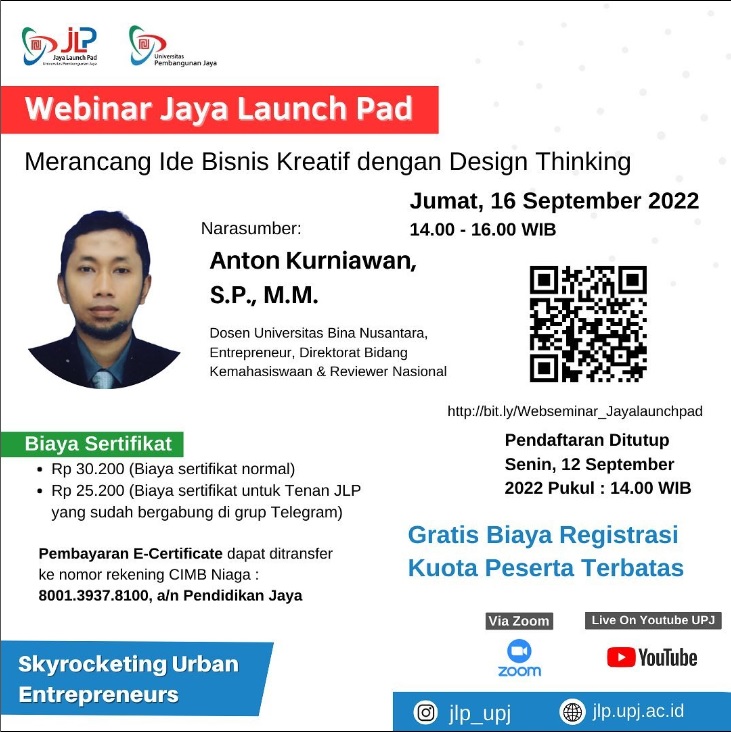 JLP
Jaya Launch Pad
Universitas Pembangunan Jaya
Universitas
Pembangunan Jaya
Webinar Jaya Launch Pad
Merancang Ide Bisnis Kreatif dengan Design Thinking
Jumat, 16 September 2022
14.00 - 16.00 WIB
Narasumber:
Anton Kurniawan,
S.P., M.M.
Dosen Universitas Bina Nusantara,
Entrepreneur, Direktorat Bidang
Kemahasiswaan & Reviewer Nasional
http://bit.ly/Webseminar_Jayalaunchpad
Pendaftaran Ditutup
Senin, 12 September
2022 Pukul : 14.00 WIB
Biaya Sertifikat
• Rp 30.200 (Biaya sertifikat normal)
• Rp 25.200 (Biaya sertifikat untuk Tenan JLP
yang sudah bergabung di grup Telegram)
Pembayaran E-Certificate dapat ditransfer
ke nomor rekening CIMB Niaga :
8001.3937.8100, a/n Pendidikan Jaya
Gratis Biaya Registrasi
Kuota Peserta Terbatas
Via Zoom
zoom
Live On Youtube UPJ
YouTube
Skyrocketing Urban
Entrepreneurs
jlp_upj
jlp.upj.ac.id